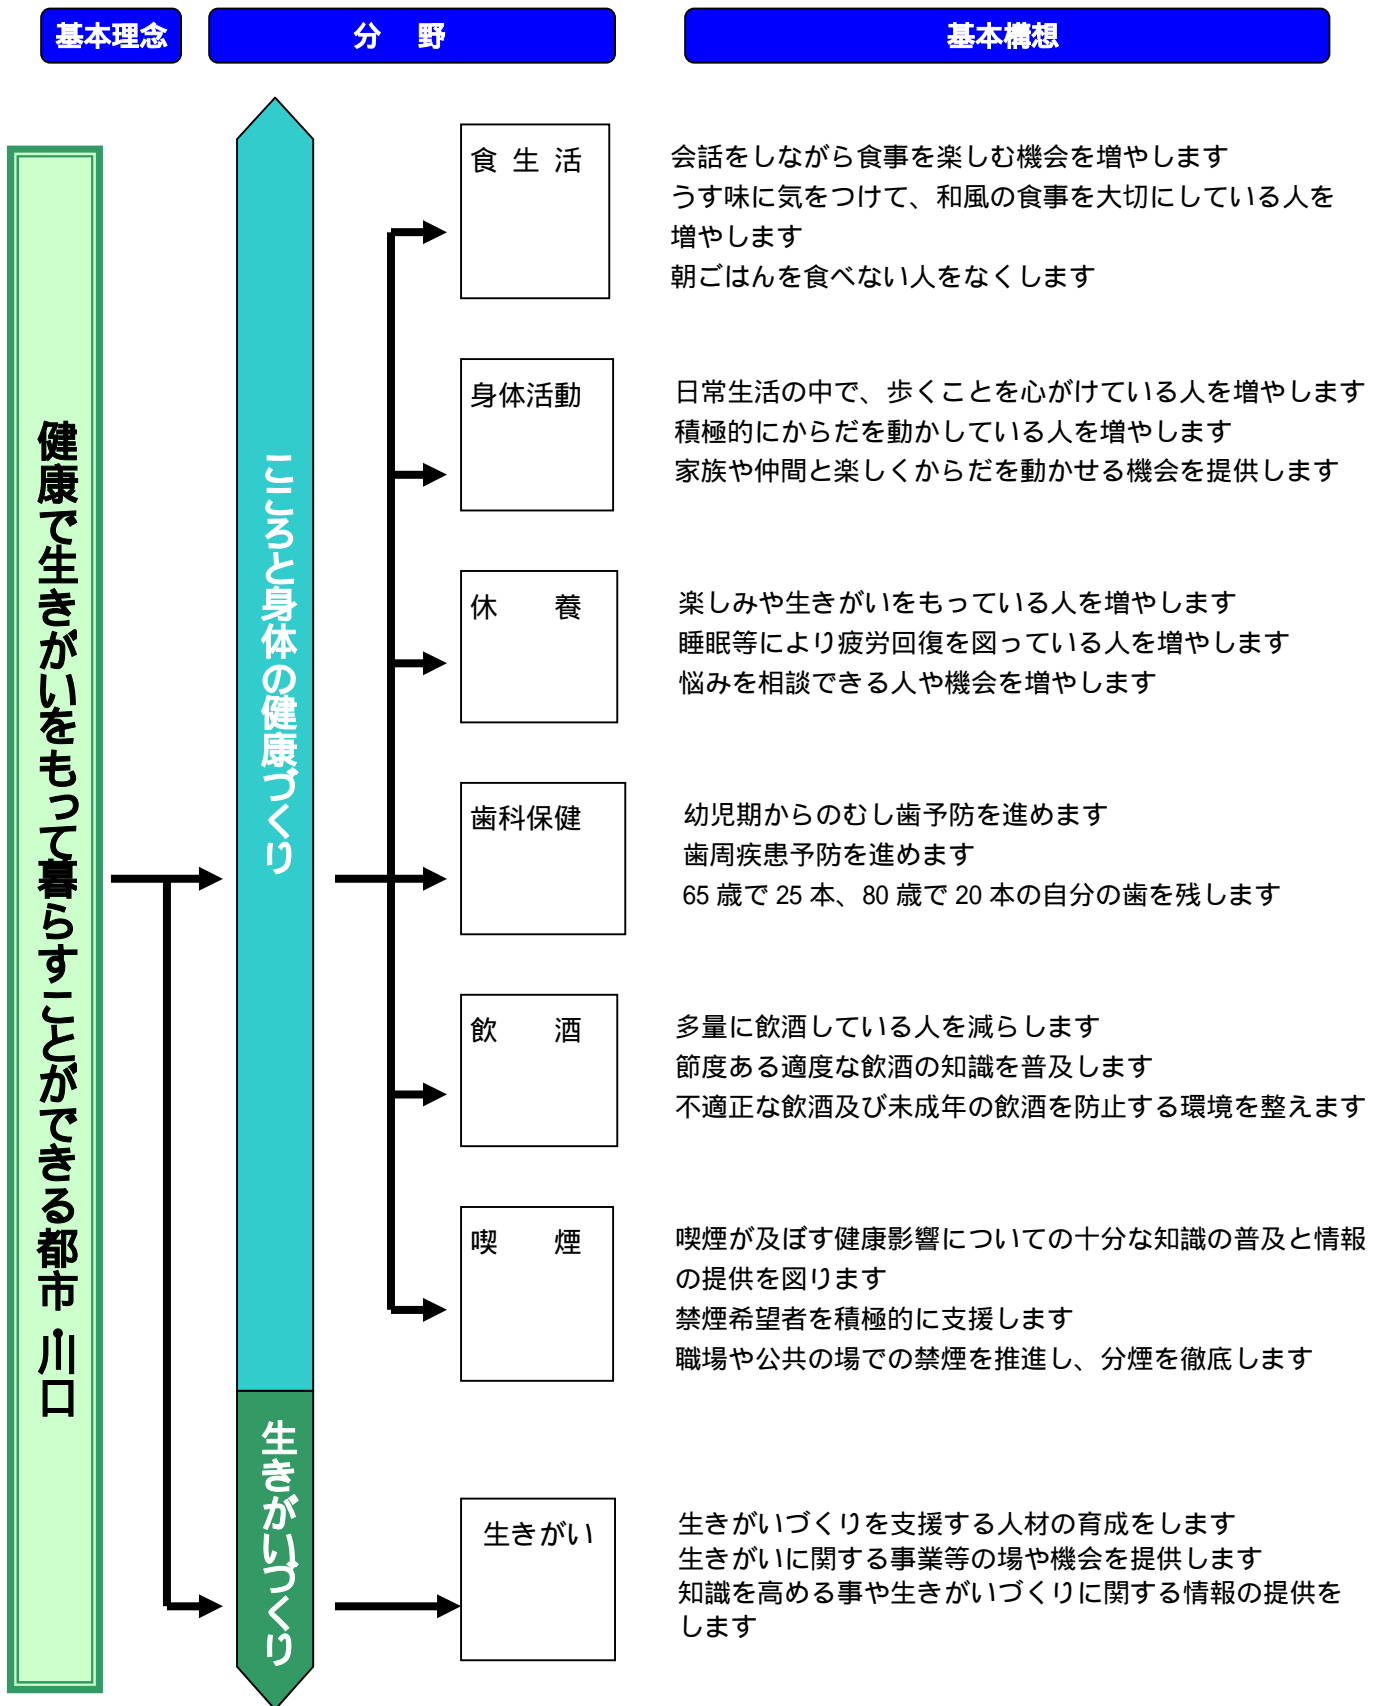 基本理念
分　野
基本構想
健康で生きがいをもって暮らすことができる都市・川口
こころと身体の健康づくり
食 生 活
会話をしながら食事を楽しむ機会を増やします
うす味に気をつけて、和風の食事を大切にしている人を
増やします
朝ごはんを食べない人をなくします
身体活動
日常生活の中で、歩くことを心がけている人を増やします
積極的にからだを動かしている人を増やします
家族や仲間と楽しくからだを動かせる機会を提供します
休　　養
楽しみや生きがいをもっている人を増やします
睡眠等により疲労回復を図っている人を増やします
悩みを相談できる人や機会を増やします
歯科保健
幼児期からのむし歯予防を進めます
歯周疾患予防を進めます
65 歳で 25 本、80 歳で 20 本の自分の歯を残します
飲　　酒
多量に飲酒している人を減らします
節度ある適度な飲酒の知識を普及します
不適正な飲酒及び未成年の飲酒を防止する環境を整えます
喫　　煙
喫煙が及ぼす健康影響についての十分な知識の普及と情報
の提供を図ります
禁煙希望者を積極的に支援します
職場や公共の場での禁煙を推進し、分煙を徹底します
生きがいづくり
生きがい
生きがいづくりを支援する人材の育成をします
生きがいに関する事業等の場や機会を提供します
知識を高める事や生きがいづくりに関する情報の提供を
します